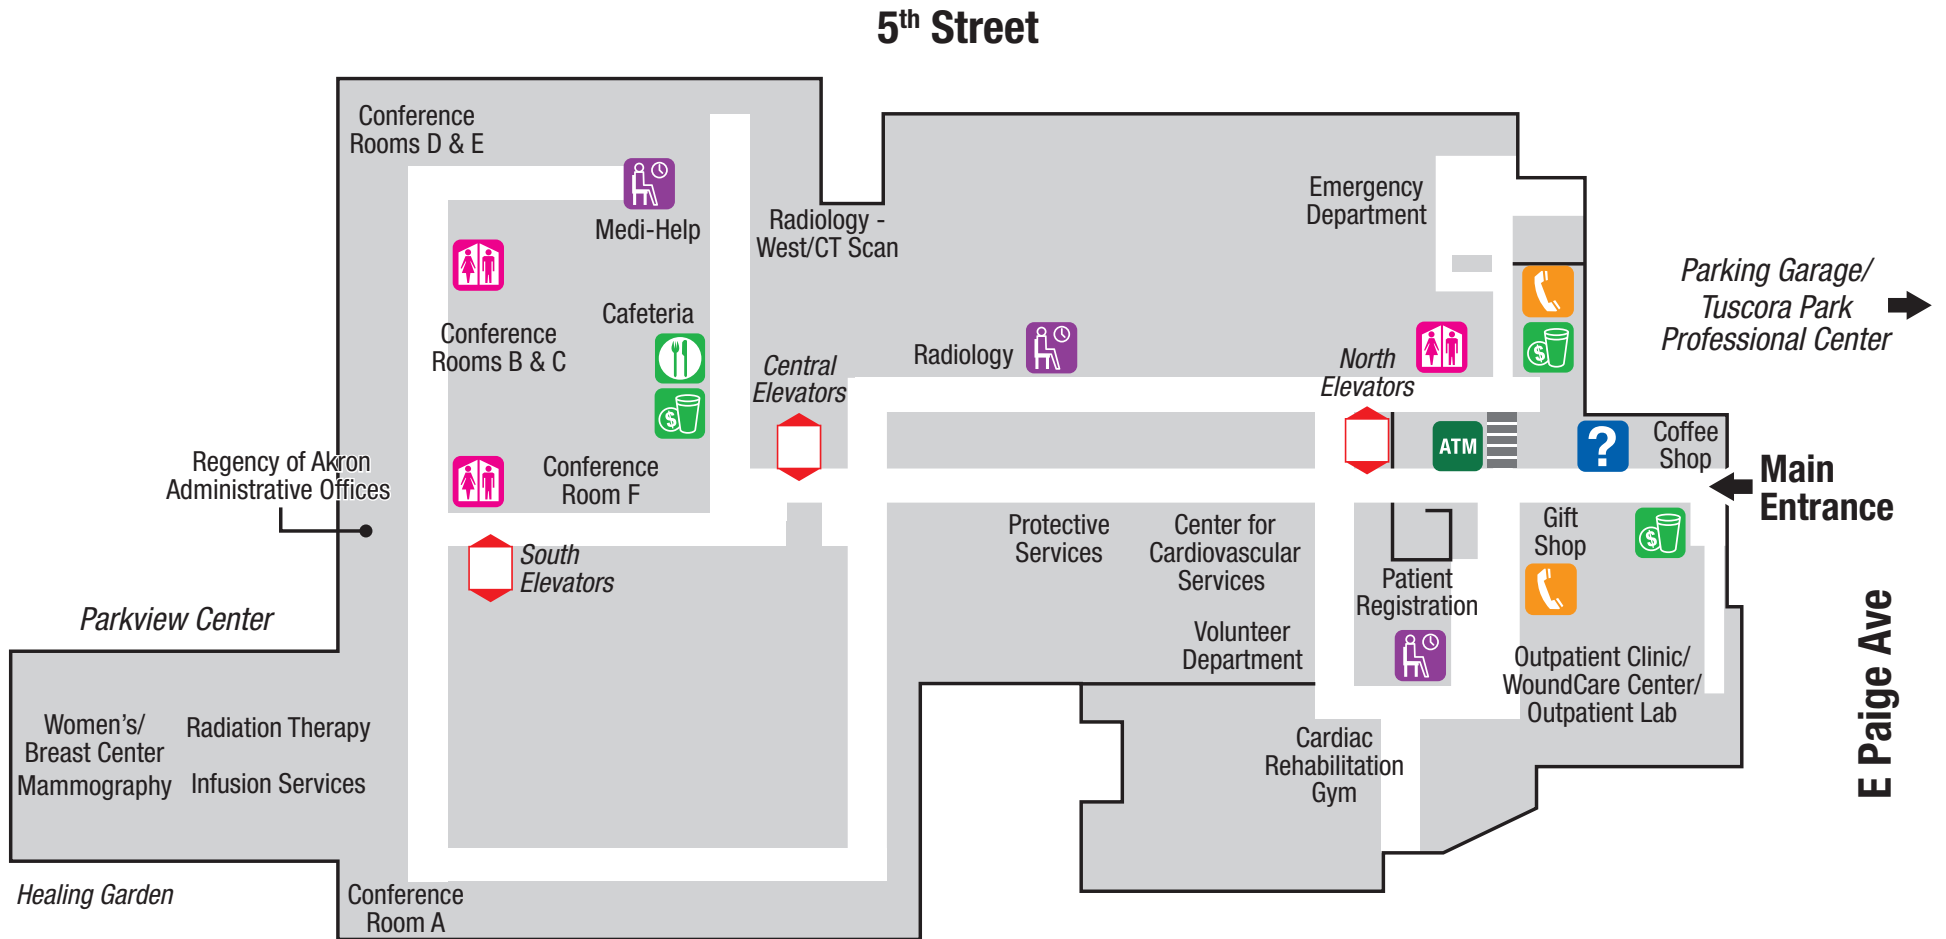 5th Street
Conference
Rooms D & E
Medi-Help
Radiology -
West/CT Scan
Emergency
Department
Parking Garage/
Tuscora Park
Professional Center
Cafeteria
Conference
Rooms B & C
Central
Elevators
Radiology
North
Elevators
ATM
?
Coffee
Shop
$
$
Main
Entrance
Regency of Akron
Administrative Offices
Conference
Room F
South
Elevators
Protective
Services
Center for
Cardiovascular
Services
Gift
Shop
$
Patient
Registration
Volunteer
Department
Outpatient Clinic/
WoundCare Center/
Outpatient Lab
E Paige Ave
Parkview Center
Women's/
Breast Center
Mammography
Radiation Therapy
Infusion Services
Cardiac
Rehabilitation
Gym
Healing Garden
Conference
Room A